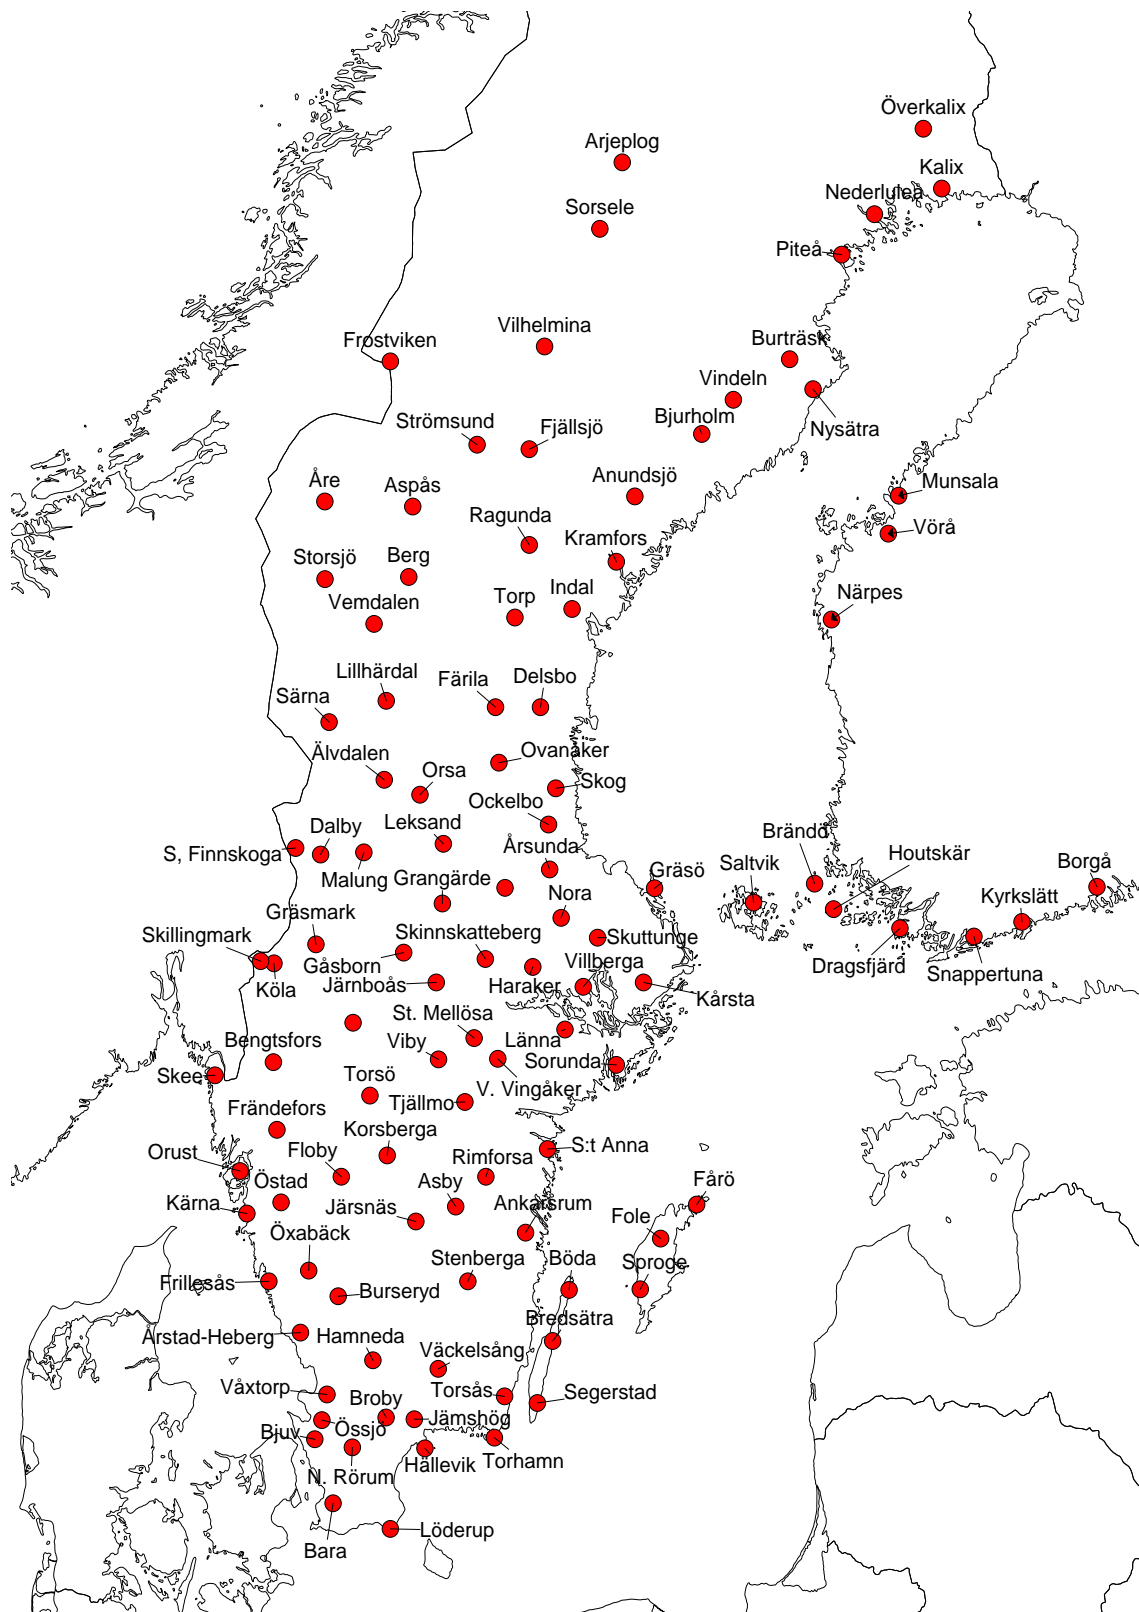 Överkalix
Arjeplog
Kalix
Nederluleå
Sorsele
Piteå
Vilhelmina
Frostviken
Burträsk
Vindeln
Strömsund
Bjurholm
Nysätra
Fjällsjö
Åre
Aspås
Anundsjö
Munsala
Ragunda
Vörå
Kramfors
Storsjö
Berg
Vemdalen
Torp
Indal
Närpes
Lillhärdal
Färila
Delsbo
Särna
Älvdalen
Ovanåker
Orsa
Skog
Ockelbo
Leksand
Dalby
S, Finnskoga
Årsunda
Brändö
Malung
Houtskär
Borgå
Saltvik
Gräsö
Grangärde
Nora
Kyrkslätt
Gräsmark
Skinnskatteberg
Skillingmark
Skuttunge
Gåsborn
Villberga
Dragsfjärd
Snappertuna
Köla
Järnboås
Haraker
Kårsta
St. Mellösa
Bengtsfors
Viby
Länna
Sorunda
Skee
Torsö
V. Vingåker
Tjällmo
Frändefors
Korsberga
Orust
Floby
Rimforsa
S:t Anna
Östad
Asby
Fårö
Kärna
Järsnäs
Ankarsrum
Fole
Öxabäck
Stenberga
Böda
Sproge
Frillesås
Burseryd
Bredsätra
Årstad-Heberg
Hamneda
Väckelsång
Våxtorp
Broby
Torsås
Segerstad
Össjö
Jämshög
Bjuv
N. Rörum
Hällevik
Torhamn
Löderup
Bara